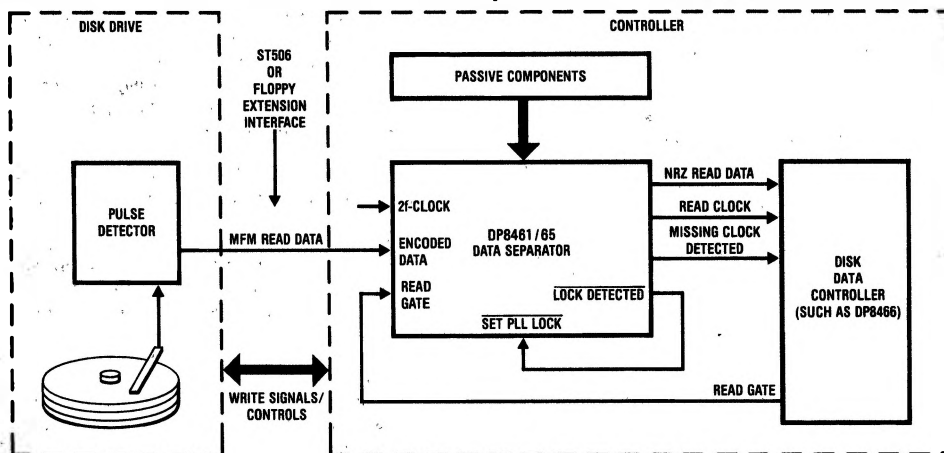 DISK DRIVE
CONTROLLER
ST506
OR
FLOPPY
EXTENSION
INTERFACE
PASSIVE COMPONENTS
PULSE
DETECTOR
MFM READ DATA
2f-CLOCK
ENCODED
DATA
READ
GATE
DP8461/65
DATA SEPARATOR
LOCK DETECTED
SET PLL LOCK
NRZ READ DATA
READ CLOCK
MISSING CLOCK
DETECTED
DISK
DATA
CONTROLLER
(SUCH AS DP8466)
READ GATE
WRITE SIGNALS/
CONTROLS